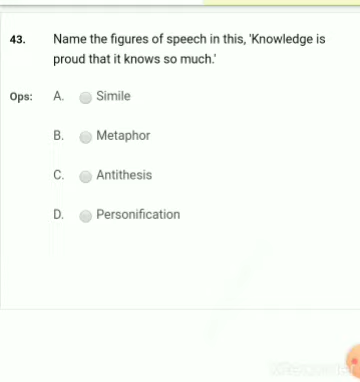 43. Name the figures of speech in this, 'Knowledge is
proud that it knows so much.'
Ops: A. Simile
B. Metaphor
C. Antithesis
D. Personification